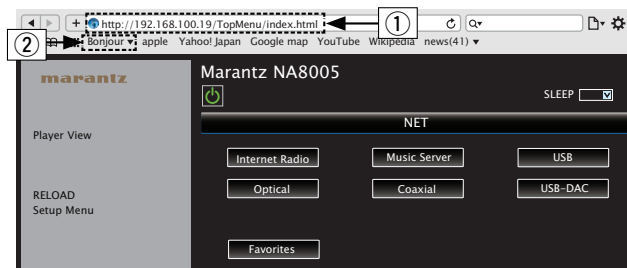 http://192.168.100.19/TopMenu/index.html
①
②
Bonjour ▼ apple Yahoo! Japan Google map YouTube Wikipedia news(41) ▼
marantz
Marantz NA8005
SLEEP
NET
Player View
Internet Radio Music Server USB
Optical Coaxial USB-DAC
RELOAD
Setup Menu
Favorites